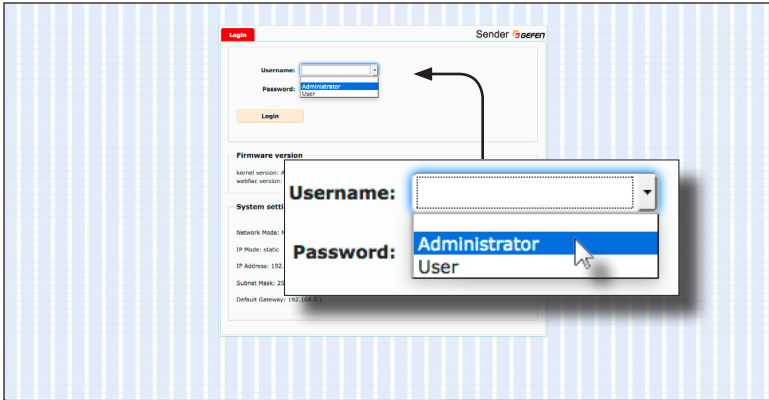 Login
Sender GEFEN
Username:
Password:
Administrator
User
Login
Firmware version
kernel version: A
webfwc version:
System setti
Network Mode: M
IP Mode: static
IP Address: 192.
Subnet Mask: 25
Default Gateway: 192.168.0.1
Username:
Administrator
Password:
User